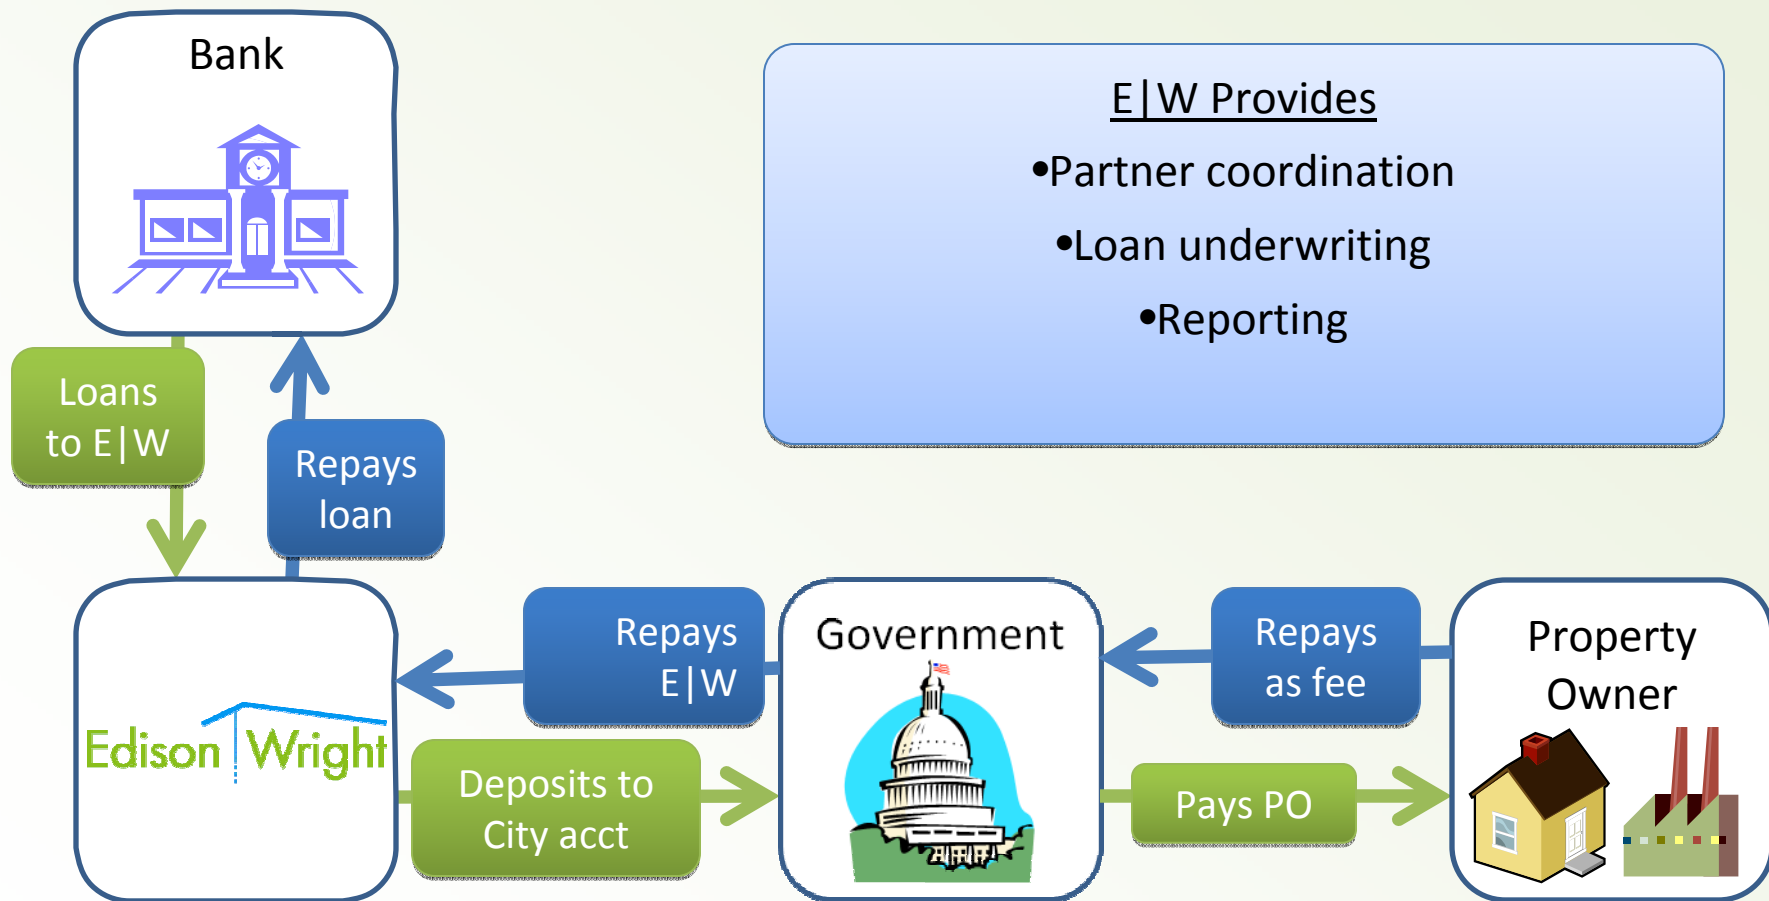 Bank
E|W Provides
•Partner coordination
•Loan underwriting
•Reporting
Loans
to E|W
Repays
loan
Edison Wright
Repays
E|W
Deposits to
City acct
Government
Repays
as fee
Pays PO
Property
Owner